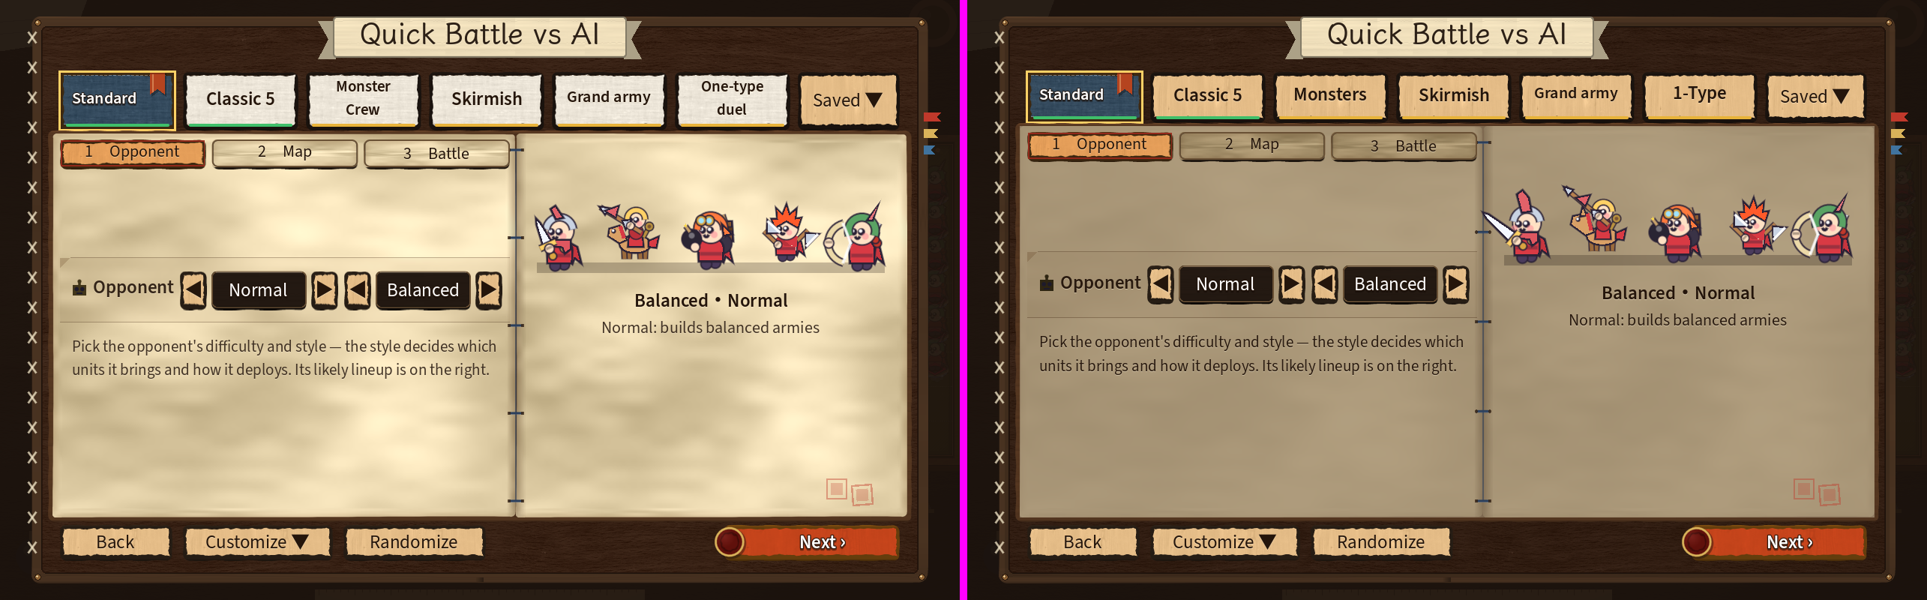 Quick Battle vs AI
Standard
Classic 5
Monster
Crew
Skirmish
Grand army
One-type
duel
Saved ▼
1 Opponent
2 Map
3 Battle
Opponent
Normal
Balanced
Balanced • Normal
Normal: builds balanced armies
Pick the opponent's difficulty and style — the style decides which
units it brings and how it deploys. Its likely lineup is on the right.
Back
Customize ▼
Randomize
Next ›
Quick Battle vs AI
Standard
Classic 5
Monsters
Skirmish
Grand army
1-Type
Saved ▼
1 Opponent
2 Map
3 Battle
Opponent
Normal
Balanced
Balanced • Normal
Normal: builds balanced armies
Pick the opponent's difficulty and style — the style decides which
units it brings and how it deploys. Its likely lineup is on the right.
Back
Customize ▼
Randomize
Next ›